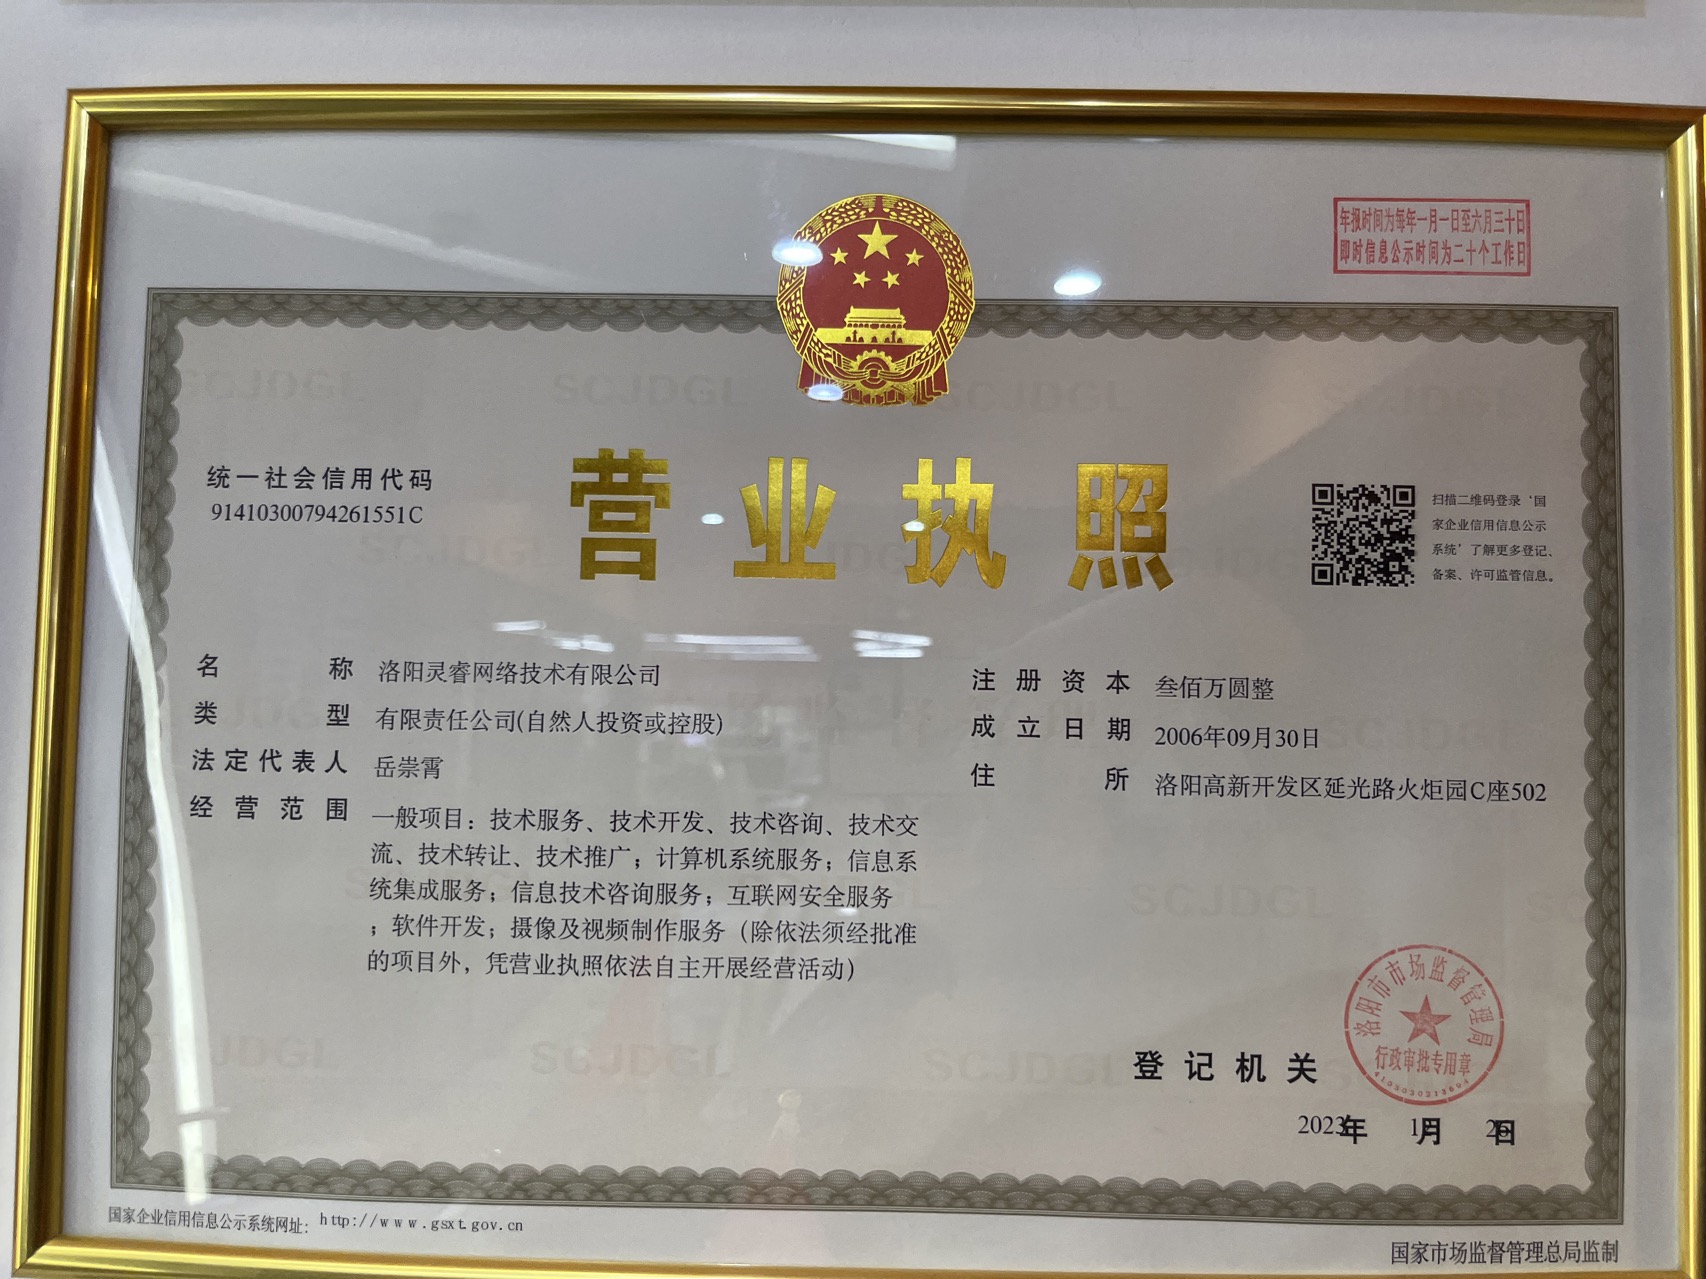 年报时间为每年一月一日至六月三十日
即时信息公示时间为二十个工作日
统一社会信用代码
91410300794261551C
营业执照
扫描二维码登录‘国
家企业信用信息公示
系统’了解更多登记、
备案、许可监管信息。
名称 洛阳灵睿网络技术有限公司
类型 有限责任公司(自然人投资或控股)
法定代表人 岳崇霄
经营范围 一般项目：技术服务、技术开发、技术咨询、技术交
流、技术转让、技术推广；计算机系统服务；信息系
统集成服务；信息技术咨询服务；互联网安全服务
；软件开发；摄像及视频制作服务（除依法须经批准
的项目外，凭营业执照依法自主开展经营活动）
注册资本 叁佰万圆整
成立日期 2006年09月30日
住所 洛阳高新开发区延光路火炬园C座502
登记机关
洛阳市市场监督管理局
行政审批专用章
2023年 12月 26日
国家企业信用信息公示系统网址： http://www.gsxt.gov.cn
国家市场监督管理总局监制
SCJDGL